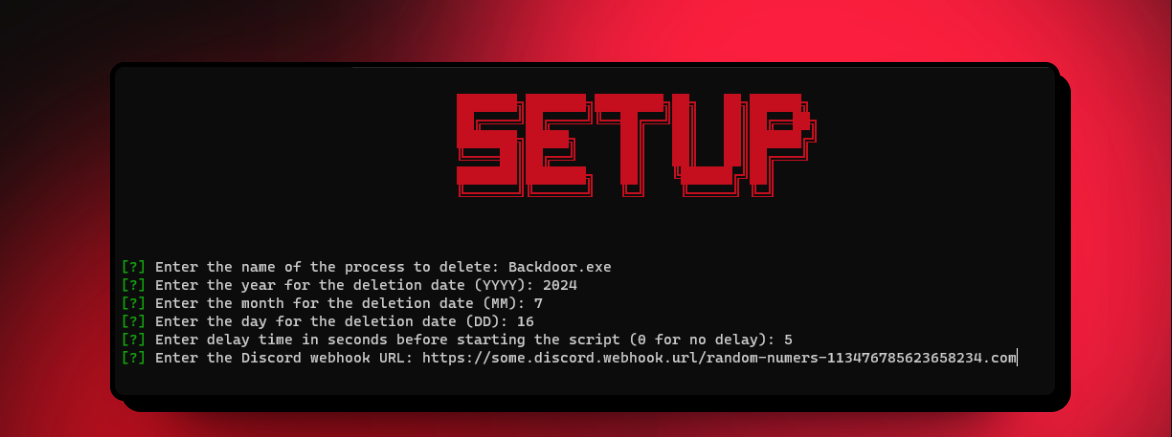 SETUP
[?] Enter the name of the process to delete: Backdoor.exe
[?] Enter the year for the deletion date (YYYY): 2024
[?] Enter the month for the deletion date (MM): 7
[?] Enter the day for the deletion date (DD): 16
[?] Enter delay time in seconds before starting the script (0 for no delay): 5
[?] Enter the Discord webhook URL: https://some.discord.webhook.url/random-numers-113476785623658234.com